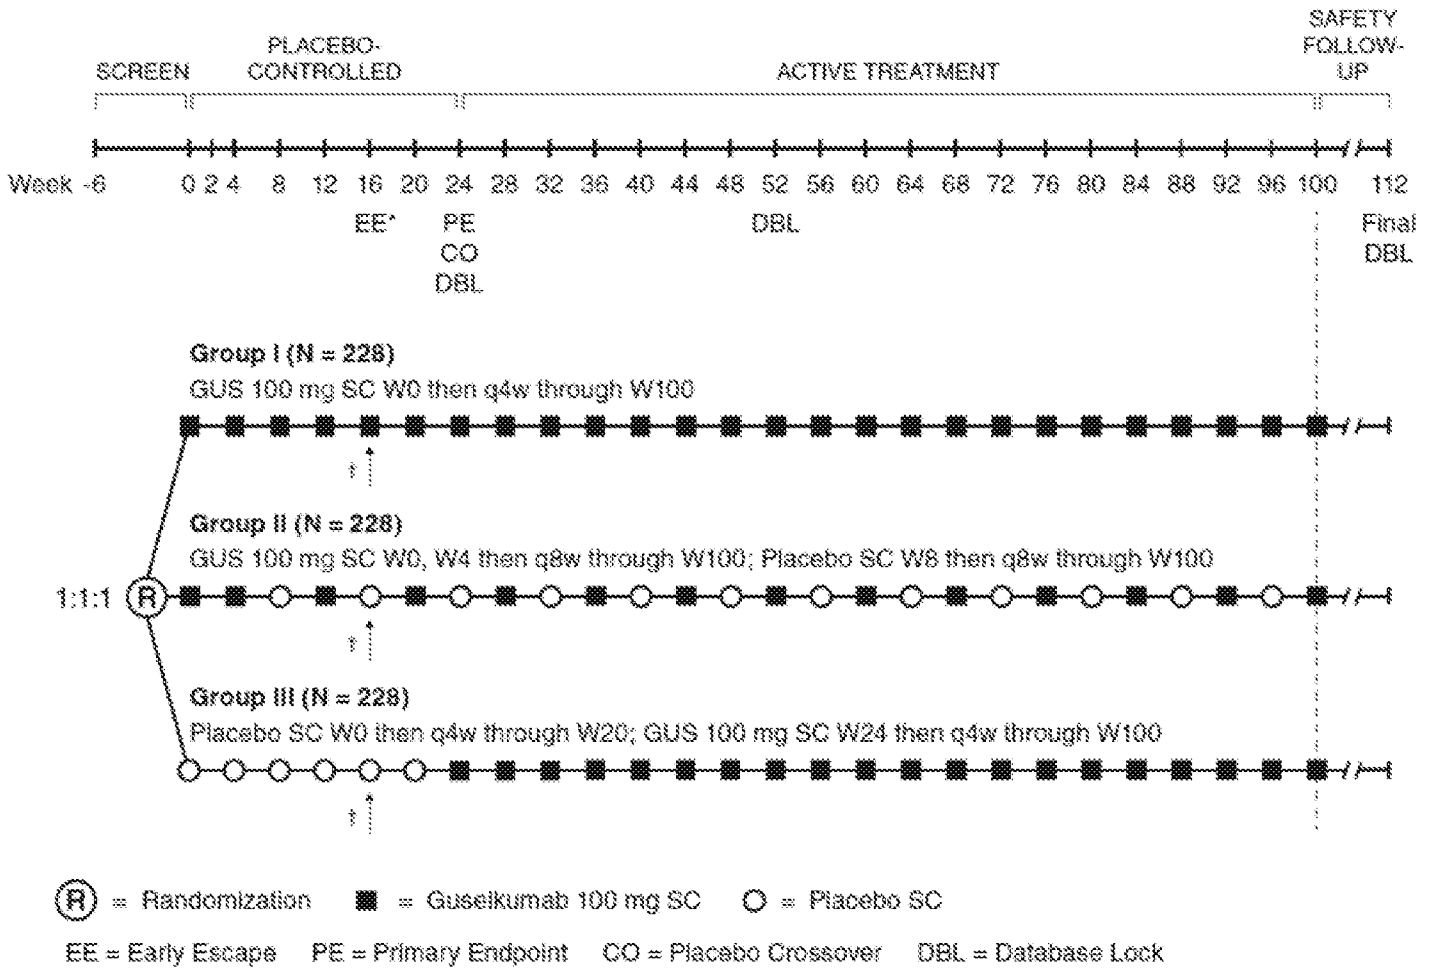 SAFETY
PLACEBO- FOLLOW-
SCREEN CONTROLLED ACTIVE TREATMENT UP
Week -6 0 2 4 8 12 16 20 24 28 32 36 40 44 48 52 56 60 64 68 72 76 80 84 88 92 96 100 112
EE^ PE DBL Final
CO DBL
DBL
Group I (N = 228)
GUS 100 mg SC W0 then q4w through W100
†
Group II (N = 228)
GUS 100 mg SC W0, W4 then q8w through W100; Placebo SC W8 then q8w through W100
1:1:1 R
†
Group III (N = 228)
Placebo SC W0 then q4w through W20; GUS 100 mg SC W24 then q4w through W100
†
R = Randomization ■ = Guselkumab 100 mg SC ○ = Placebo SC
EE = Early Escape PE = Primary Endpoint CO = Placebo Crossover DBL = Database Lock